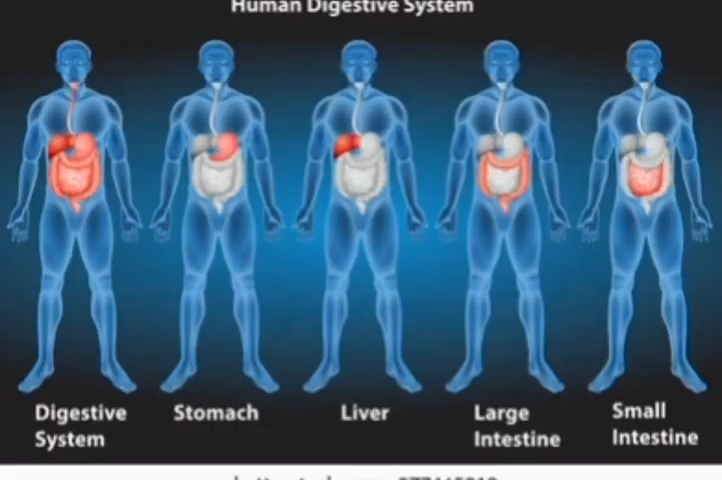 Human Digestive System
Digestive
System
Stomach
Liver
Large
Intestine
Small
Intestine